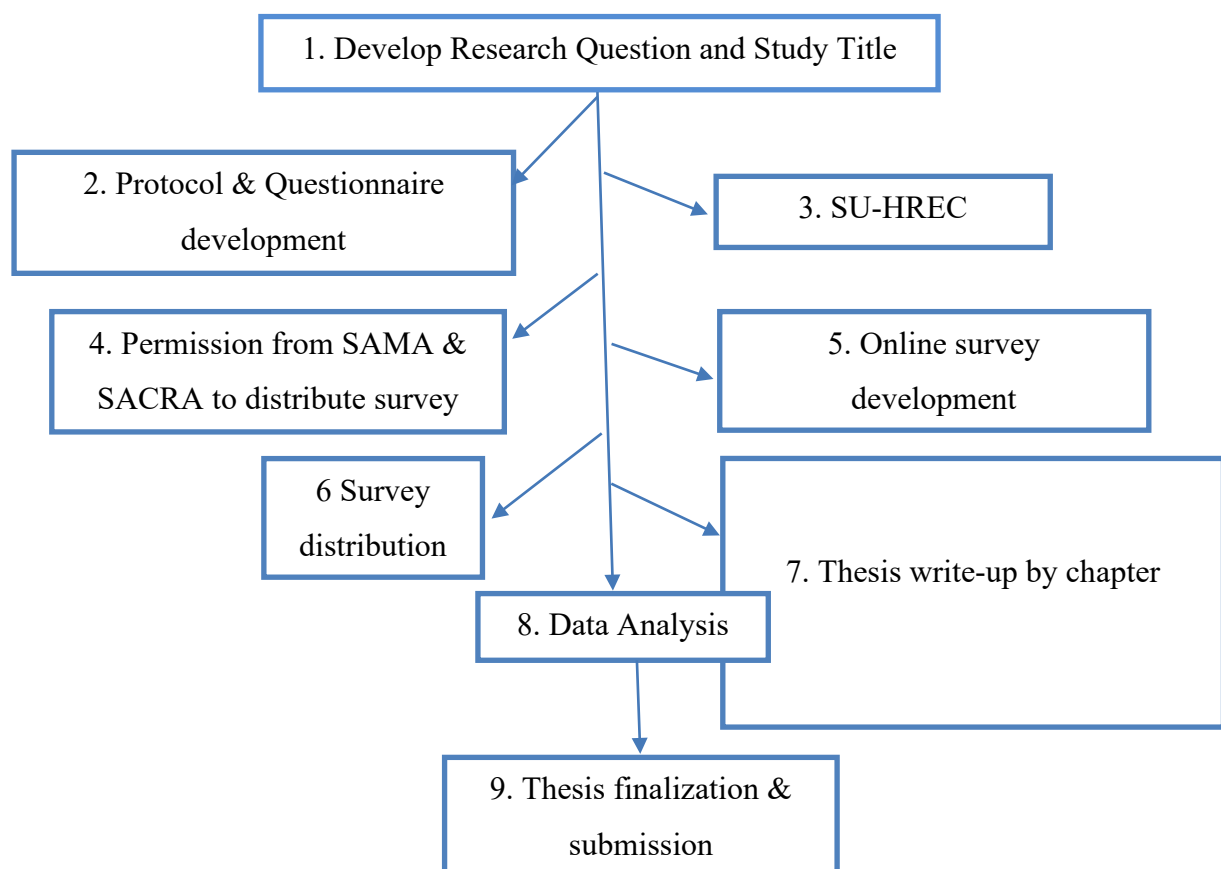 1. Develop Research Question and Study Title
2. Protocol & Questionnaire
development
3. SU-HREC
4. Permission from SAMA &
SACRA to distribute survey
5. Online survey
development
6 Survey
distribution
7. Thesis write-up by chapter
8. Data Analysis
9. Thesis finalization &
submission